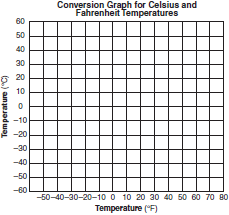 Conversion Graph for Celsius and
Fahrenheit Temperatures
Temperature (°C)
60
50
40
30
20
10
0
–10
–20
–30
–40
–50
–60
–50 –40 –30 –20 –10 0 10 20 30 40 50 60 70 80
Temperature (°F)